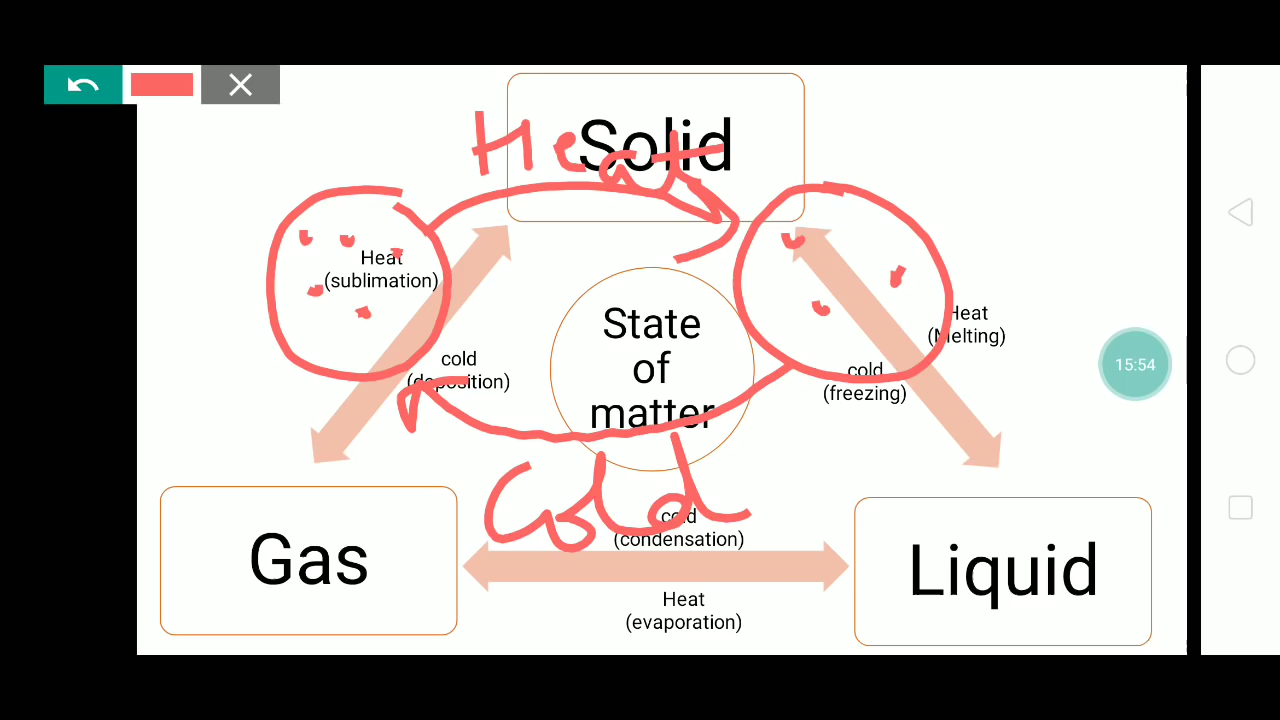 Solid
Heat
Heat
(sublimation)
State
of
matter
Heat
(Melting)
cold
(deposition)
cold
(freezing)
15:54
Cold
cold
(condensation)
Gas
Liquid
Heat
(evaporation)